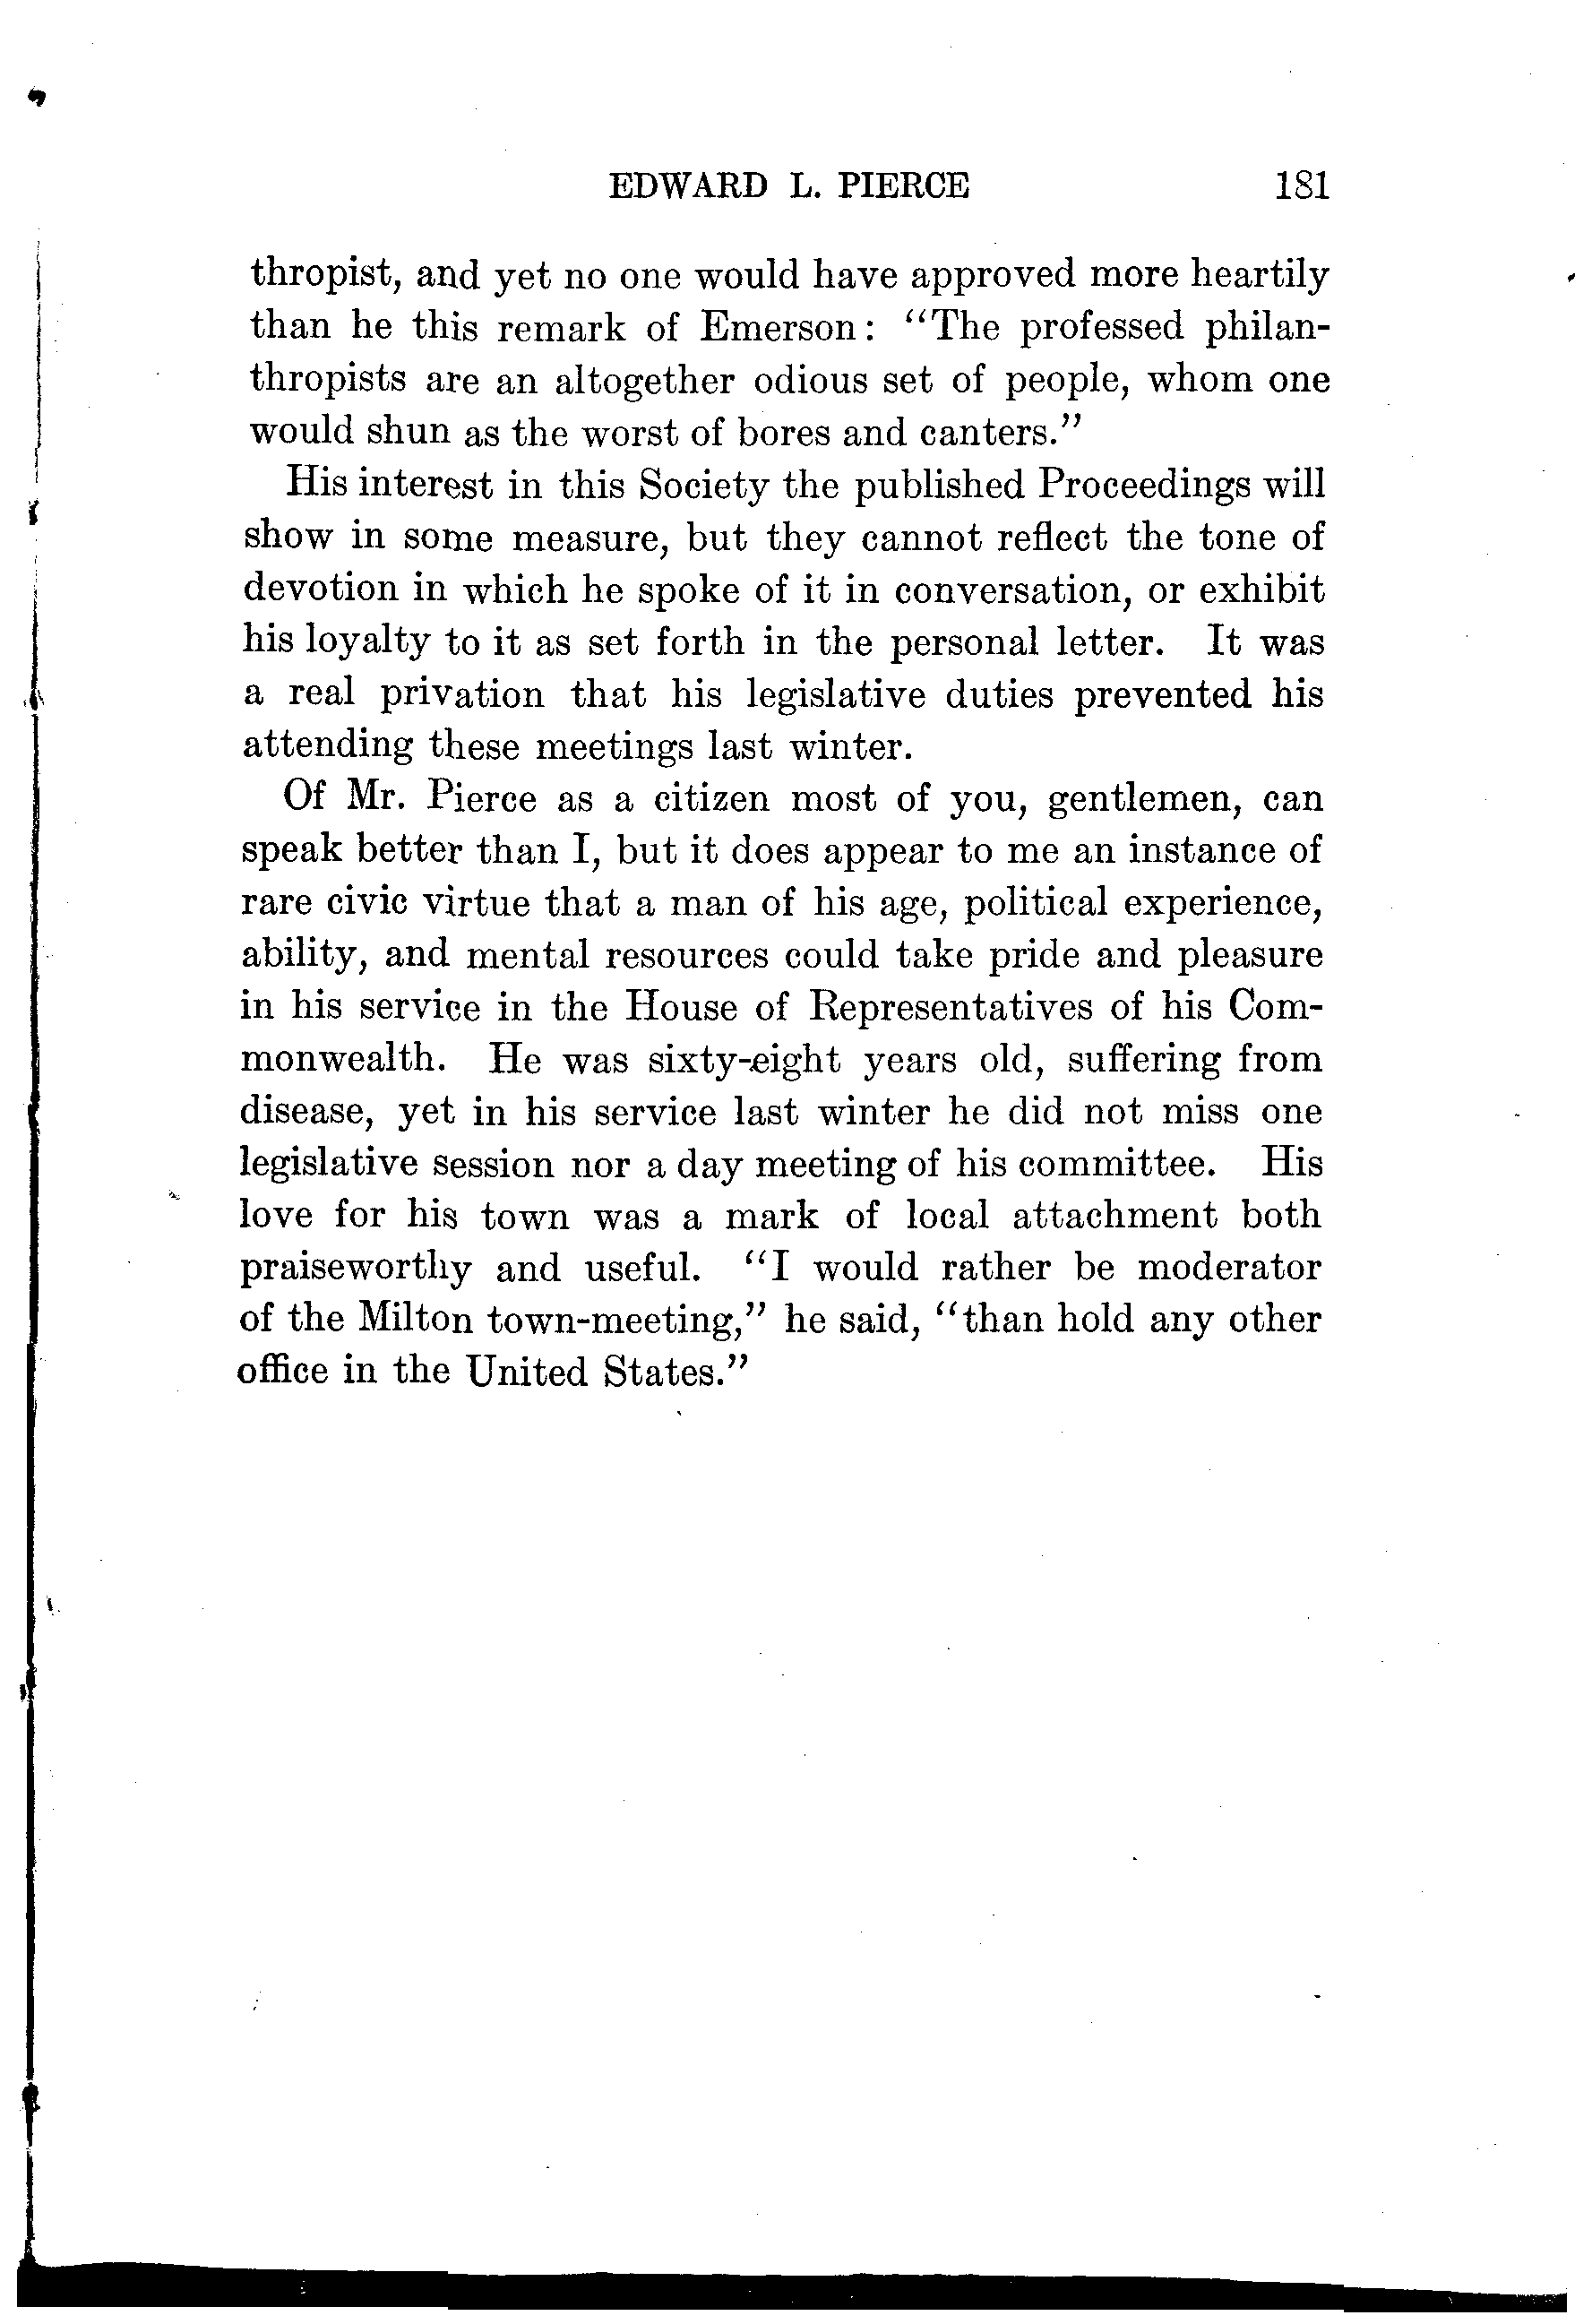 EDWARD L. PIERCE 181
thropist, and yet no one would have approved more heartily
than he this remark of Emerson: "The professed philan-
thropists are an altogether odious set of people, whom one
would shun as the worst of bores and canters."
His interest in this Society the published Proceedings will
show in some measure, but they cannot reflect the tone of
devotion in which he spoke of it in conversation, or exhibit
his loyalty to it as set forth in the personal letter. It was
a real privation that his legislative duties prevented his
attending these meetings last winter.
Of Mr. Pierce as a citizen most of you, gentlemen, can
speak better than I, but it does appear to me an instance of
rare civic virtue that a man of his age, political experience,
ability, and mental resources could take pride and pleasure
in his service in the House of Representatives of his Com-
monwealth. He was sixty-eight years old, suffering from
disease, yet in his service last winter he did not miss one
legislative session nor a day meeting of his committee. His
love for his town was a mark of local attachment both
praiseworthy and useful. "I would rather be moderator
of the Milton town-meeting," he said, "than hold any other
office in the United States."